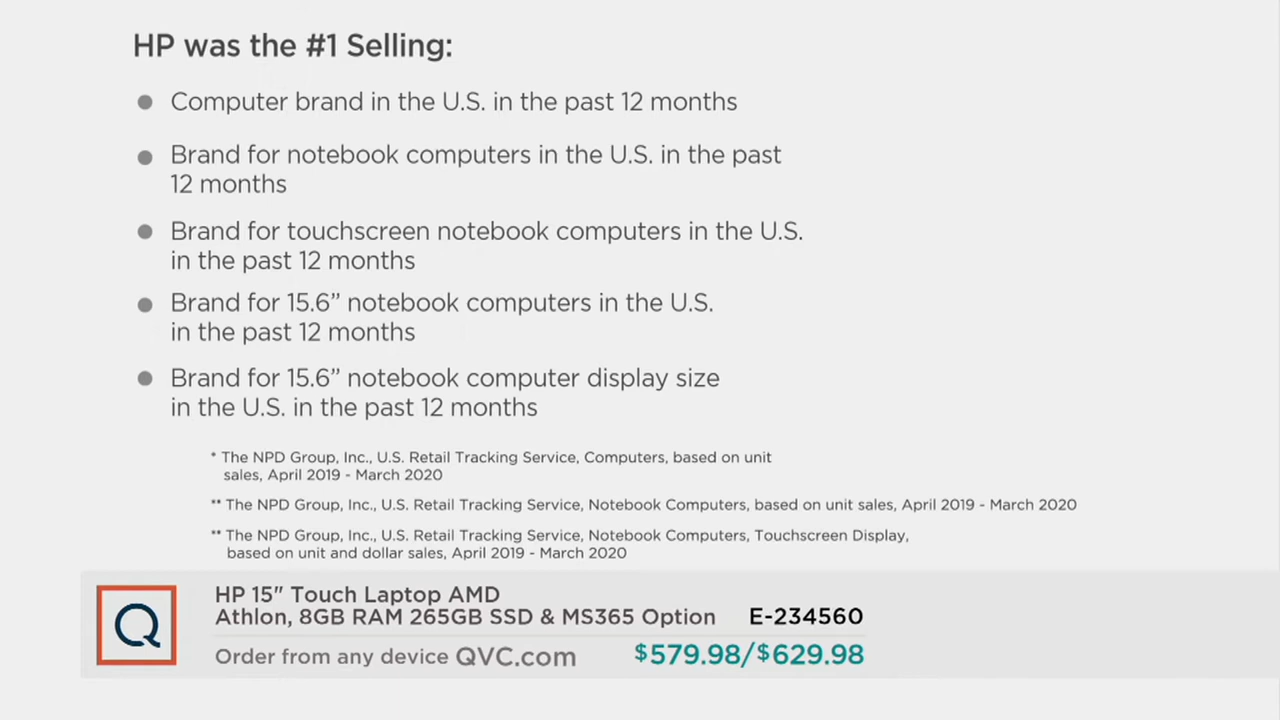 HP was the #1 Selling:
● Computer brand in the U.S. in the past 12 months
● Brand for notebook computers in the U.S. in the past
12 months
● Brand for touchscreen notebook computers in the U.S.
in the past 12 months
● Brand for 15.6” notebook computers in the U.S.
in the past 12 months
● Brand for 15.6” notebook computer display size
in the U.S. in the past 12 months
* The NPD Group, Inc., U.S. Retail Tracking Service, Computers, based on unit
sales, April 2019 - March 2020
** The NPD Group, Inc., U.S. Retail Tracking Service, Notebook Computers, based on unit sales, April 2019 - March 2020
** The NPD Group, Inc., U.S. Retail Tracking Service, Notebook Computers, Touchscreen Display,
based on unit and dollar sales, April 2019 - March 2020
Q
HP 15" Touch Laptop AMD
Athlon, 8GB RAM 265GB SSD & MS365 Option E-234560
Order from any device QVC.com $579.98/$629.98